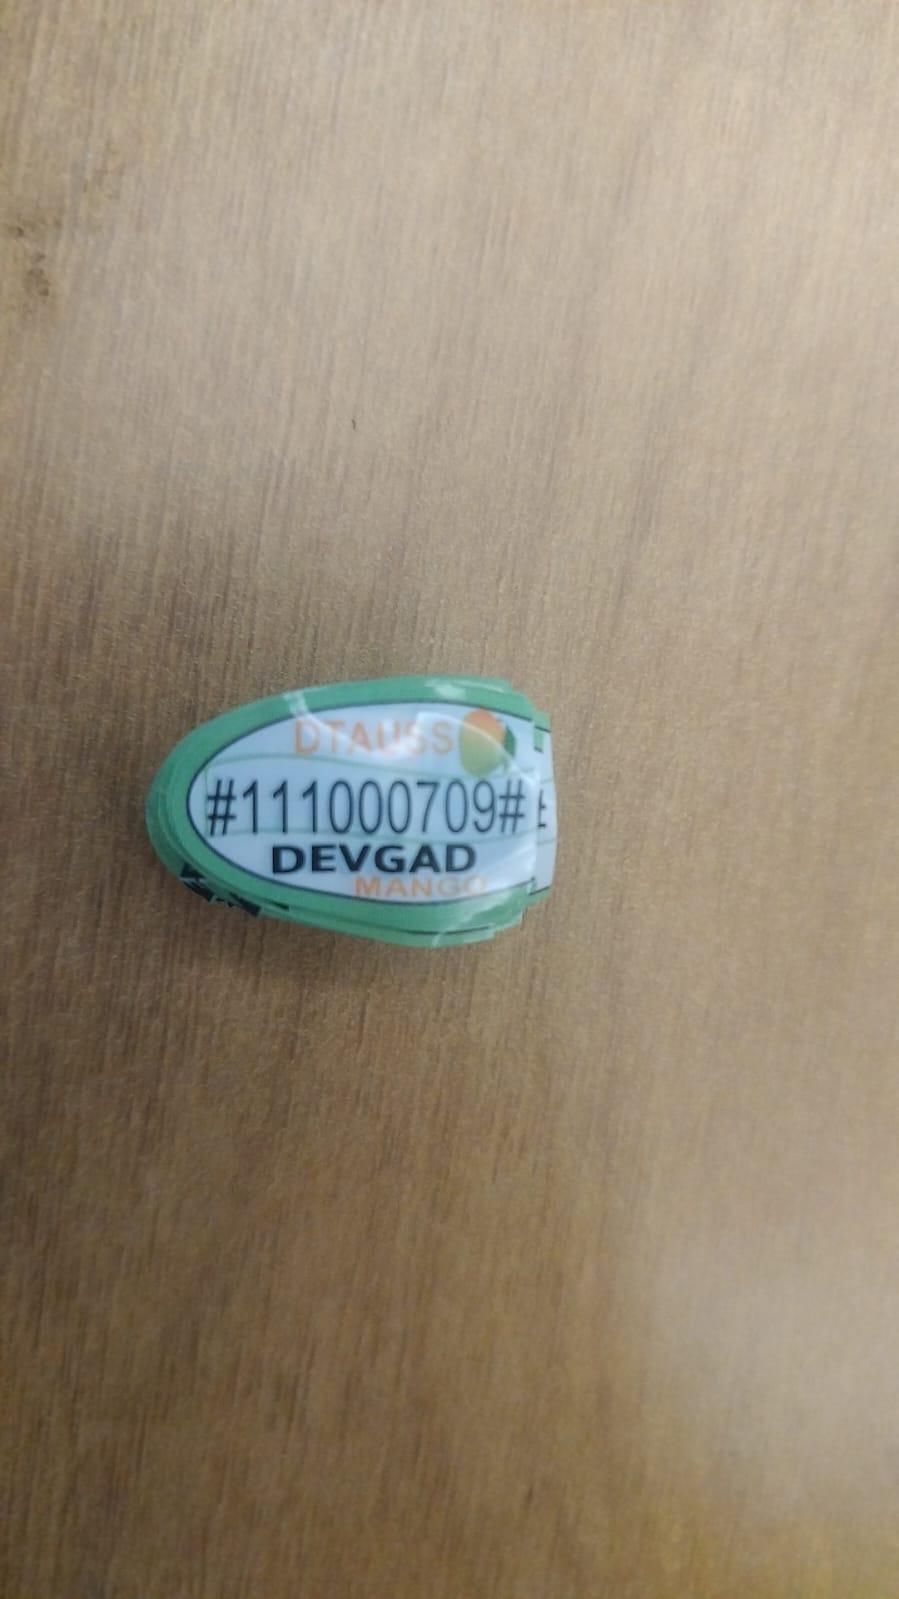 DTAUSS
#111000709#
DEVGAD
MANGO